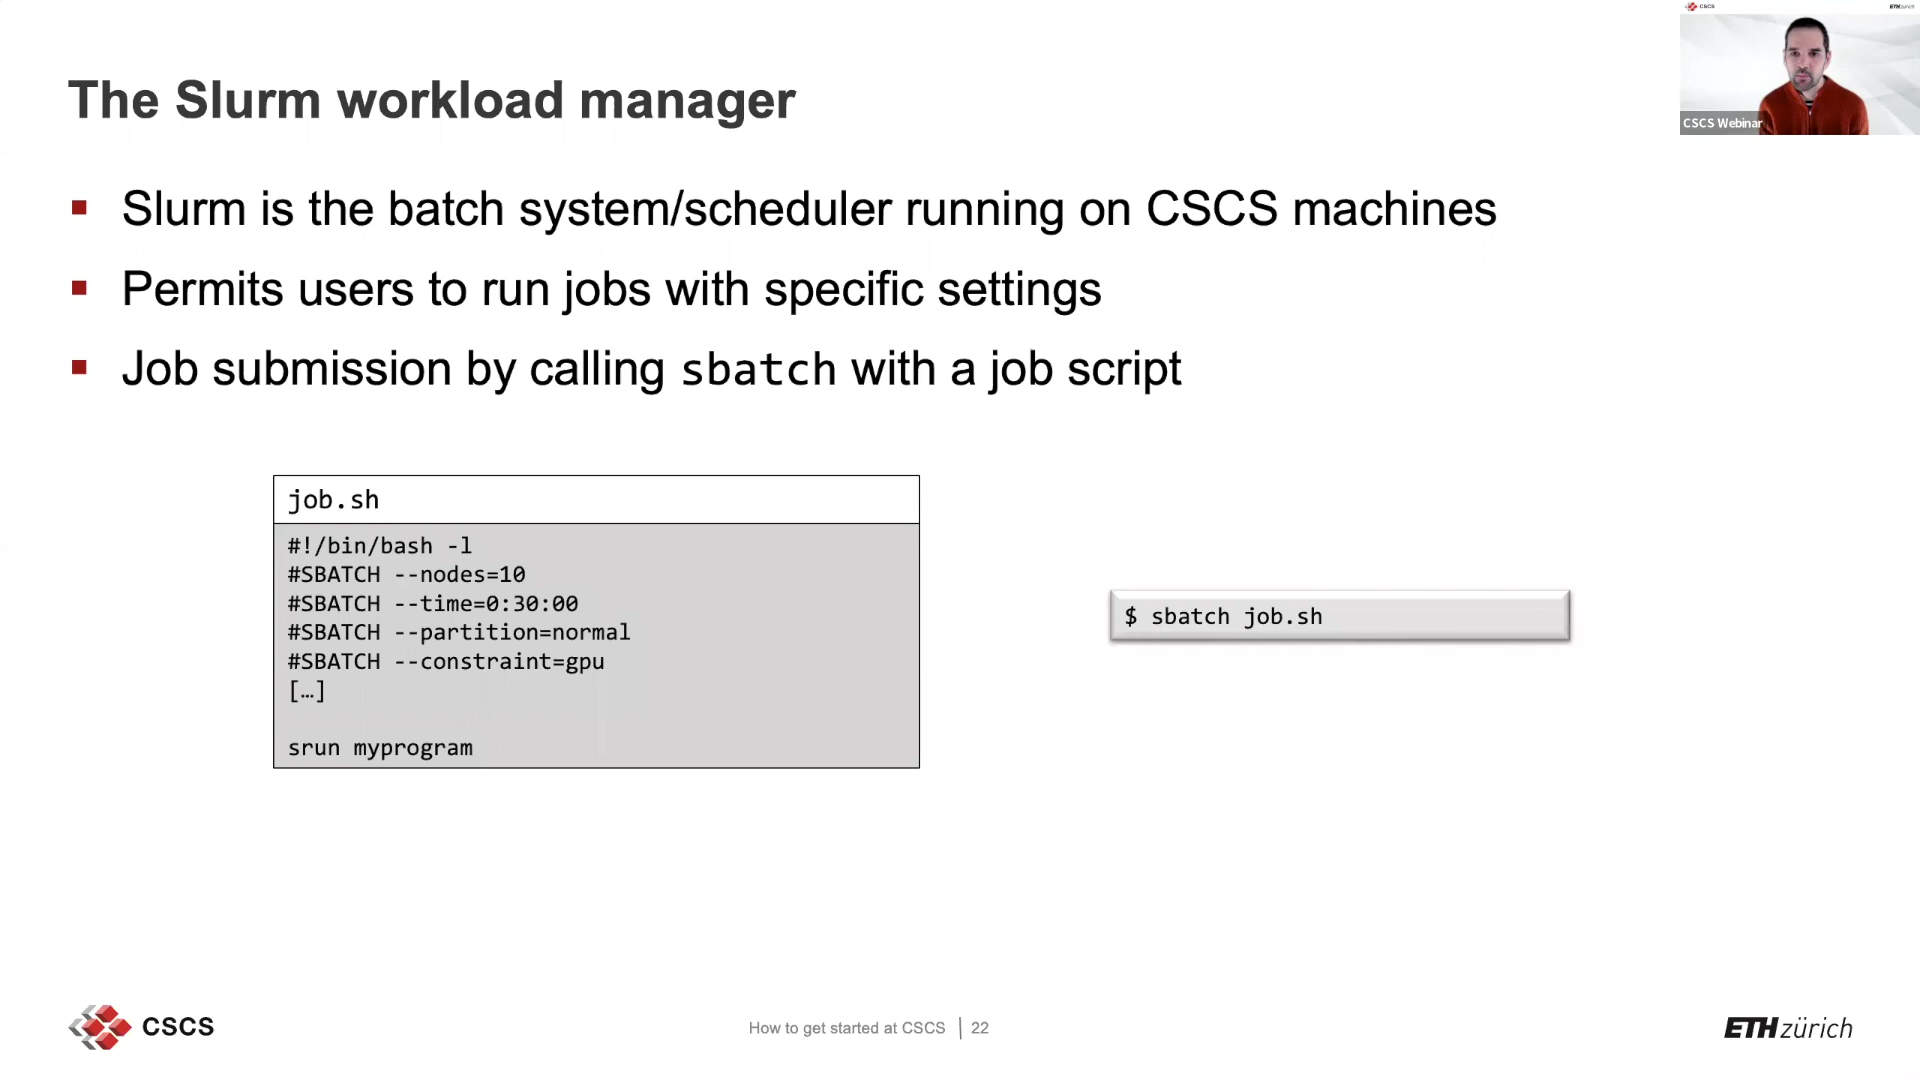 CSCS
ETHzürich
The Slurm workload manager
CSCS Webinar
Slurm is the batch system/scheduler running on CSCS machines
Permits users to run jobs with specific settings
Job submission by calling sbatch with a job script
job.sh
#!/bin/bash -l
#SBATCH --nodes=10
#SBATCH --time=0:30:00
#SBATCH --partition=normal
#SBATCH --constraint=gpu
[…]
srun myprogram
$ sbatch job.sh
CSCS
How to get started at CSCS | 22
ETHzürich